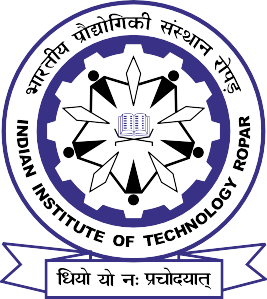 भारतीय प्रौद्योगिकी संस्थान रोपड़
INDIAN INSTITUTE OF TECHNOLOGY ROPAR
धियो यो नः प्रचोदयात्